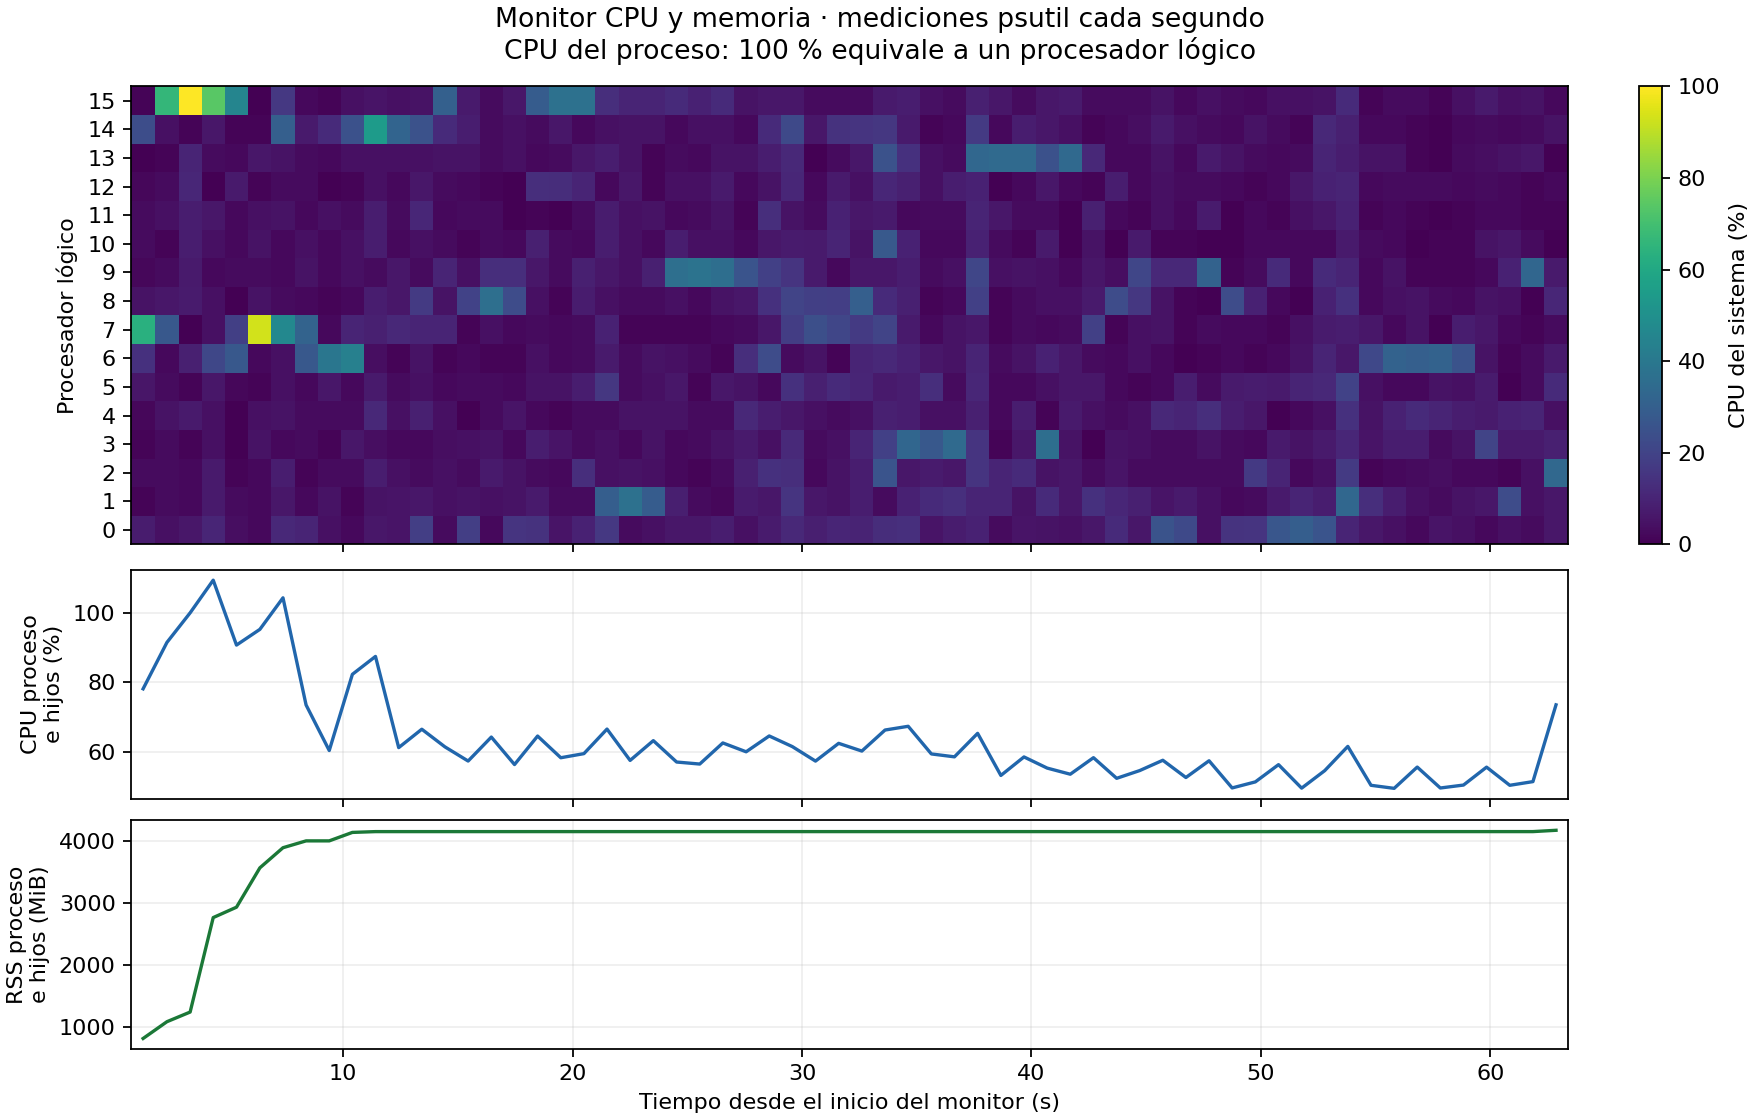 Monitor CPU y memoria · mediciones psutil cada segundo
CPU del proceso: 100 % equivale a un procesador lógico
Procesador lógico
15
14
13
12
11
10
9
8
7
6
5
4
3
2
1
0
100
80
60
40
20
0
CPU del sistema (%)
CPU proceso
e hijos (%)
100
80
60
RSS proceso
e hijos (MiB)
4000
3000
2000
1000
10 20 30 40 50 60
Tiempo desde el inicio del monitor (s)